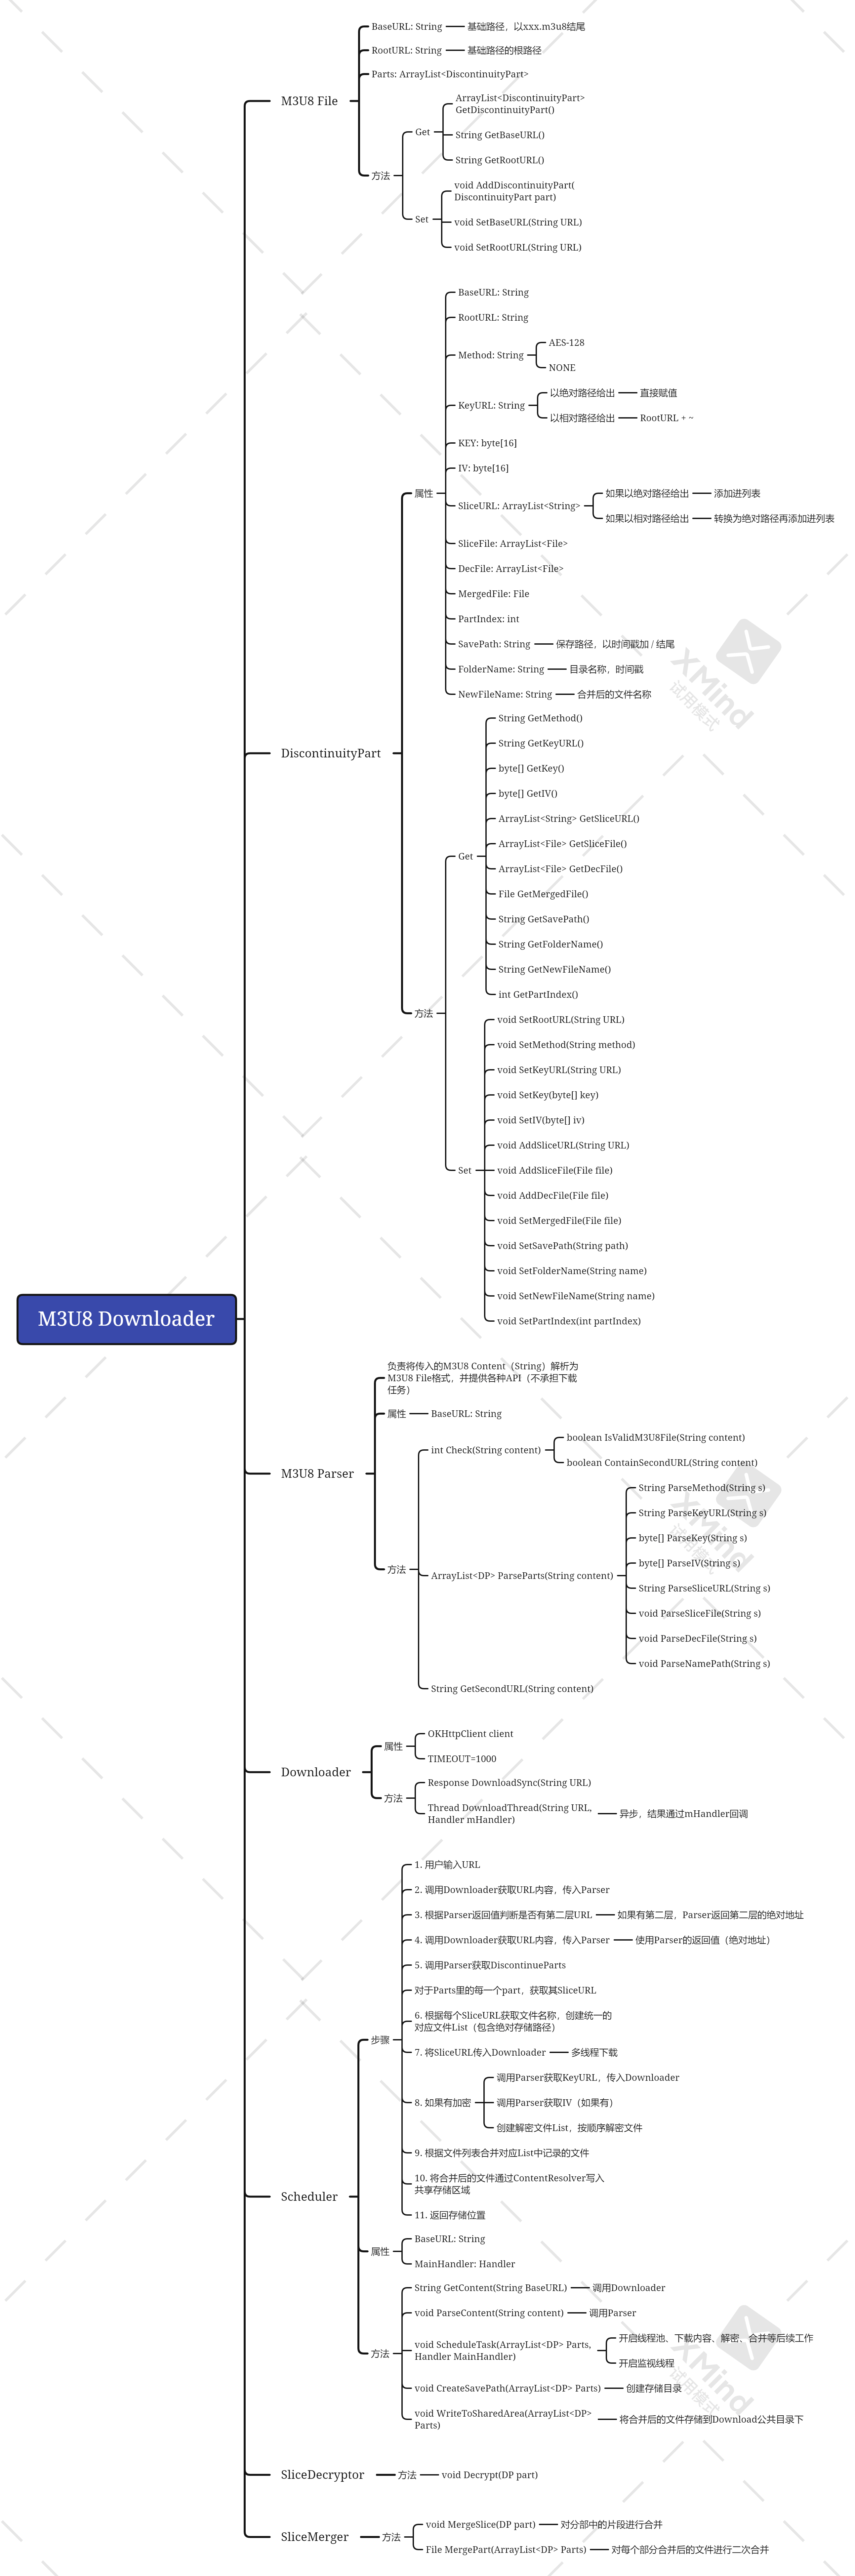 M3U8 Downloader
M3U8 File
BaseURL: String
基础路径，以xxx.m3u8结尾
RootURL: String
基础路径的根路径
Parts: ArrayList<DiscontinuityPart>
方法
Get
ArrayList<DiscontinuityPart>
GetDiscontinuityPart()
String GetBaseURL()
String GetRootURL()
Set
void AddDiscontinuityPart(
DiscontinuityPart part)
void SetBaseURL(String URL)
void SetRootURL(String URL)
DiscontinuityPart
属性
BaseURL: String
RootURL: String
Method: String
AES-128
NONE
KeyURL: String
以绝对路径给出
直接赋值
以相对路径给出
RootURL + ~
KEY: byte[16]
IV: byte[16]
SliceURL: ArrayList<String>
如果以绝对路径给出
添加进列表
如果以相对路径给出
转换为绝对路径再添加进列表
SliceFile: ArrayList<File>
DecFile: ArrayList<File>
MergedFile: File
PartIndex: int
SavePath: String
保存路径，以时间戳加 / 结尾
FolderName: String
目录名称，时间戳
NewFileName: String
合并后的文件名称
方法
Get
String GetMethod()
String GetKeyURL()
byte[] GetKey()
byte[] GetIV()
ArrayList<String> GetSliceURL()
ArrayList<File> GetSliceFile()
ArrayList<File> GetDecFile()
File GetMergedFile()
String GetSavePath()
String GetFolderName()
String GetNewFileName()
int GetPartIndex()
Set
void SetRootURL(String URL)
void SetMethod(String method)
void SetKeyURL(String URL)
void SetKey(byte[] key)
void SetIV(byte[] iv)
void AddSliceURL(String URL)
void AddSliceFile(File file)
void AddDecFile(File file)
void SetMergedFile(File file)
void SetSavePath(String path)
void SetFolderName(String name)
void SetNewFileName(String name)
void SetPartIndex(int partIndex)
M3U8 Parser
负责将传入的M3U8 Content（String）解析为
M3U8 File格式，并提供各种API（不承担下载
任务）
属性
BaseURL: String
方法
int Check(String content)
boolean IsValidM3U8File(String content)
boolean ContainSecondURL(String content)
ArrayList<DP> ParseParts(String content)
String ParseMethod(String s)
String ParseKeyURL(String s)
byte[] ParseKey(String s)
byte[] ParseIV(String s)
String ParseSliceURL(String s)
void ParseSliceFile(String s)
void ParseDecFile(String s)
void ParseNamePath(String s)
String GetSecondURL(String content)
Downloader
属性
OKHttpClient client
TIMEOUT=1000
方法
Response DownloadSync(String URL)
Thread DownloadThread(String URL,
Handler mHandler)
异步，结果通过mHandler回调
Scheduler
步骤
1. 用户输入URL
2. 调用Downloader获取URL内容，传入Parser
3. 根据Parser返回值判断是否有第二层URL
如果有第二层，Parser返回第二层的绝对地址
4. 调用Downloader获取URL内容，传入Parser
使用Parser的返回值（绝对地址）
5. 调用Parser获取DiscontinueParts
对于Parts里的每一个part，获取其SliceURL
6. 根据每个SliceURL获取文件名称，创建统一的
对应文件List（包含绝对存储路径）
7. 将SliceURL传入Downloader
多线程下载
8. 如果有加密
调用Parser获取KeyURL，传入Downloader
调用Parser获取IV（如果有）
创建解密文件List，按顺序解密文件
9. 根据文件列表合并对应List中记录的文件
10. 将合并后的文件通过ContentResolver写入
共享存储区域
11. 返回存储位置
属性
BaseURL: String
MainHandler: Handler
方法
String GetContent(String BaseURL)
调用Downloader
void ParseContent(String content)
调用Parser
void ScheduleTask(ArrayList<DP> Parts,
Handler MainHandler)
开启线程池、下载内容、解密、合并等后续工作
开启监视线程
void CreateSavePath(ArrayList<DP> Parts)
创建存储目录
void WriteToSharedArea(ArrayList<DP>
Parts)
将合并后的文件存储到Download公共目录下
SliceDecryptor
方法
void Decrypt(DP part)
SliceMerger
方法
void MergeSlice(DP part)
对分部中的片段进行合并
File MergePart(ArrayList<DP> Parts)
对每个部分合并后的文件进行二次合并
XMind
试用模式
XMind
试用模式
XMind
试用模式